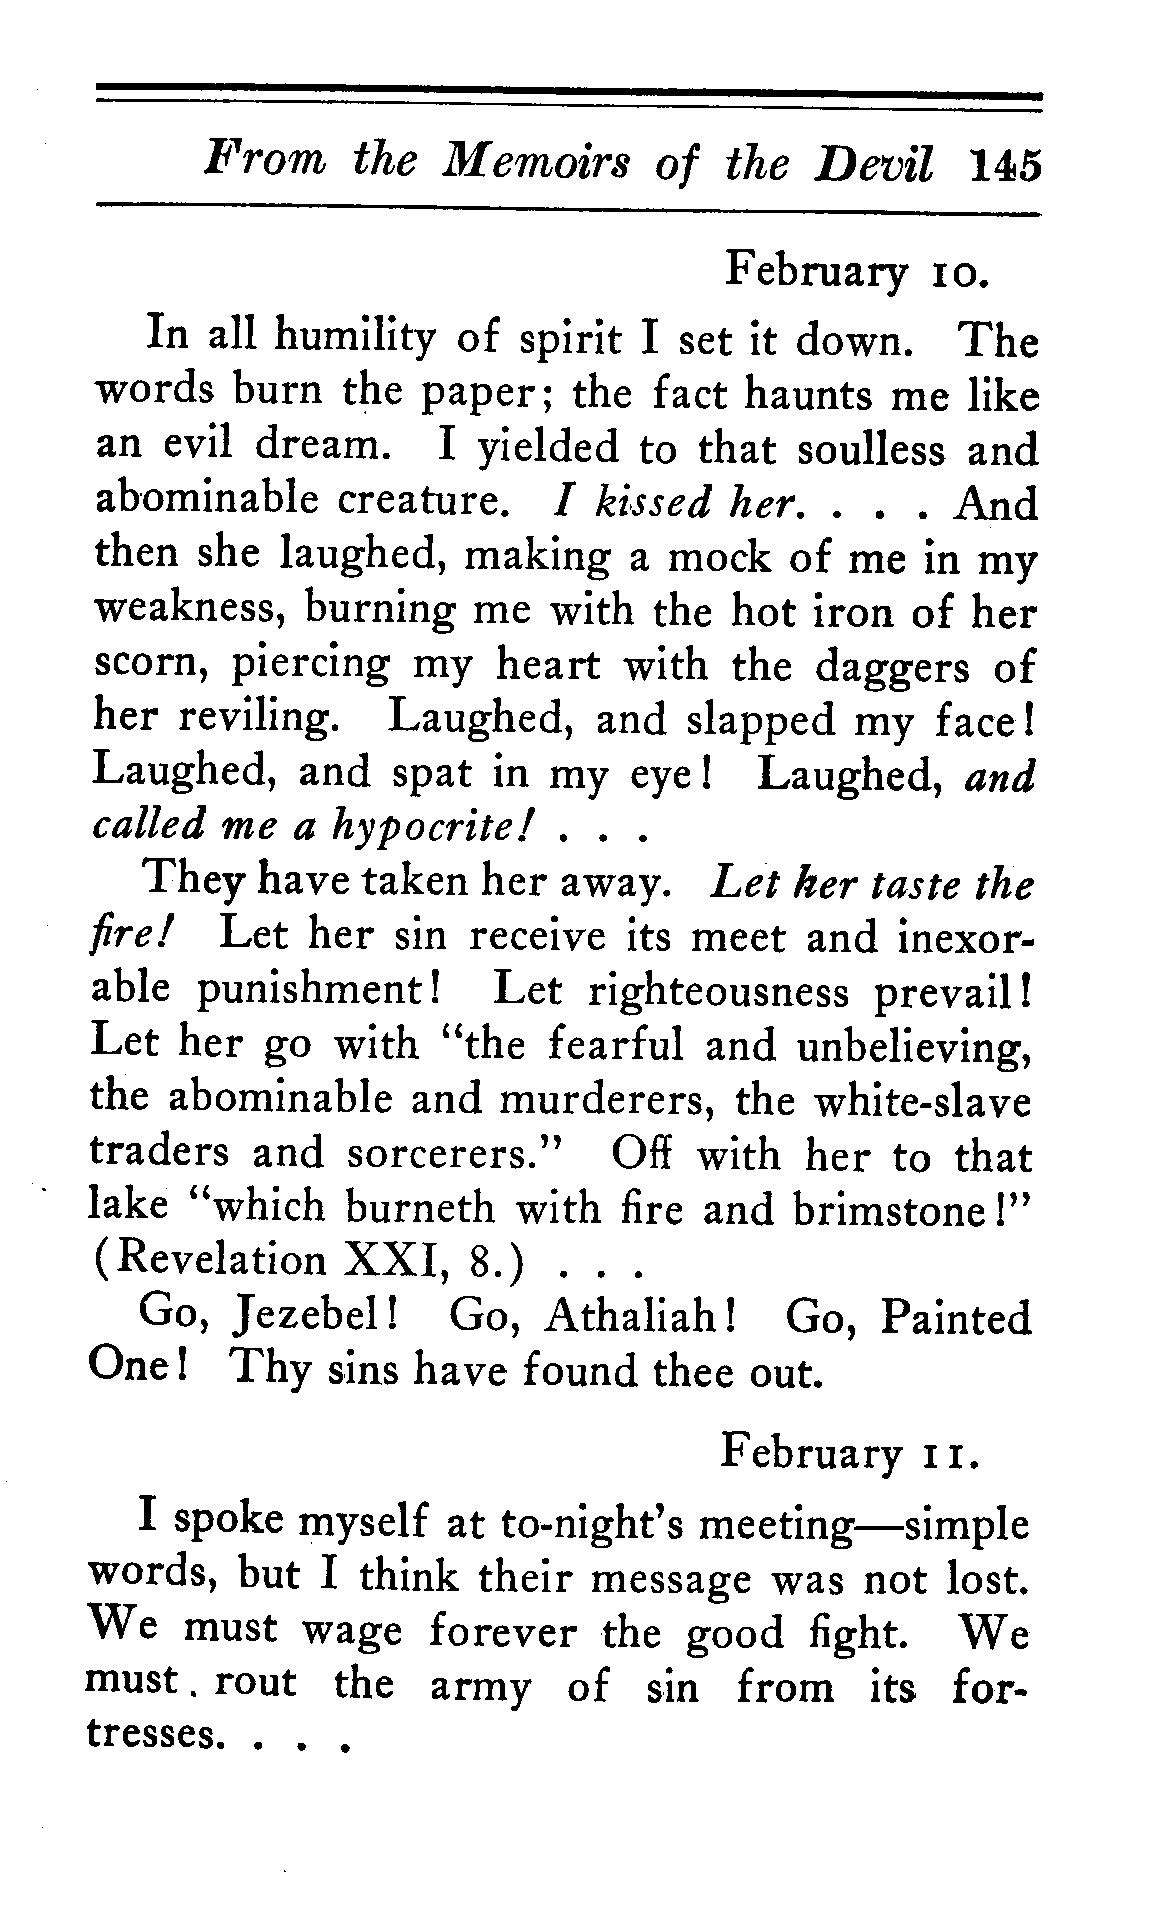 From the Memoirs of the Devil 145
February 10.
In all humility of spirit I set it down. The
words burn the paper; the fact haunts me like
an evil dream. I yielded to that soulless and
abominable creature. I kissed her. . . . And
then she laughed, making a mock of me in my
weakness, burning me with the hot iron of her
scorn, piercing my heart with the daggers of
her reviling. Laughed, and slapped my face!
Laughed, and spat in my eye! Laughed, and
called me a hypocrite! . . .
They have taken her away. Let her taste the
fire! Let her sin receive its meet and inexor-
able punishment! Let righteousness prevail!
Let her go with "the fearful and unbelieving,
the abominable and murderers, the white-slave
traders and sorcerers." Off with her to that
lake "which burneth with fire and brimstone!"
(Revelation XXI, 8.) . . .
Go, Jezebel! Go, Athaliah! Go, Painted
One! Thy sins have found thee out.
February 11.
I spoke myself at to-night's meeting—simple
words, but I think their message was not lost.
We must wage forever the good fight. We
must rout the army of sin from its for-
tresses. . . .